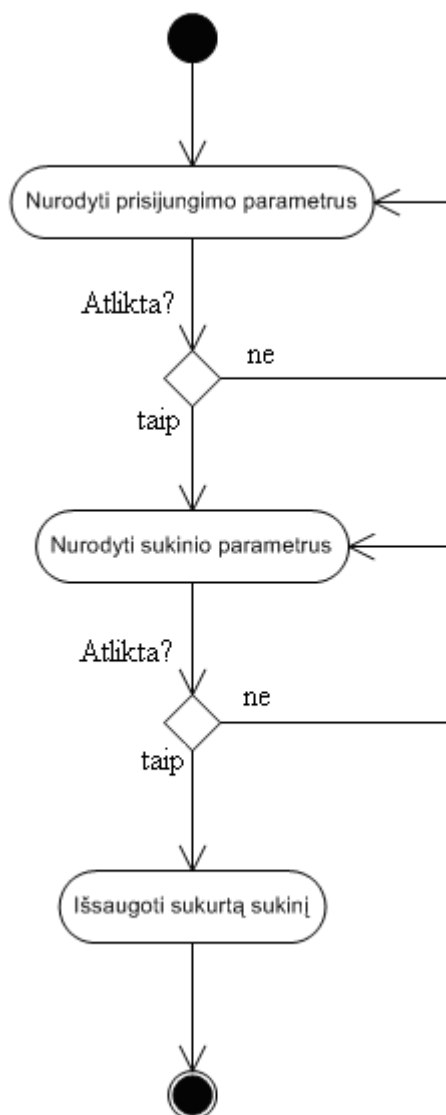 Nurodyti prisijungimo parametrus
Atlikta?
ne
taip
Nurodyti sukinio parametrus
Atlikta?
ne
taip
Išsaugoti sukurtą sukinį